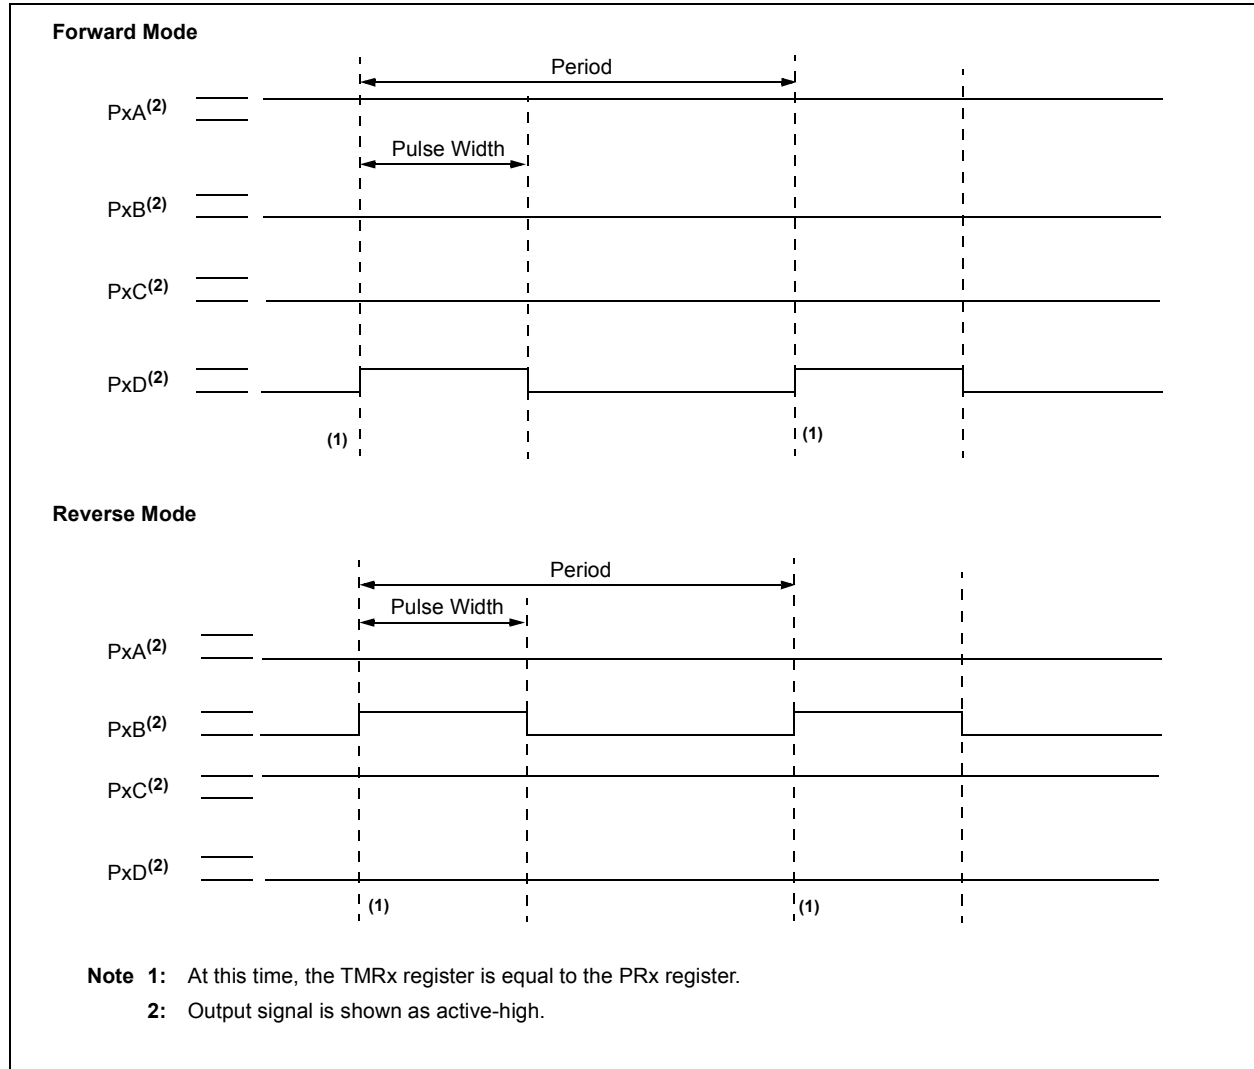 Forward Mode
Period
PxA(2)
Pulse Width
PxB(2)
PxC(2)
PxD(2)
(1)
(1)
Reverse Mode
Period
Pulse Width
PxA(2)
PxB(2)
PxC(2)
PxD(2)
(1)
(1)
Note 1: At this time, the TMRx register is equal to the PRx register.
2: Output signal is shown as active-high.